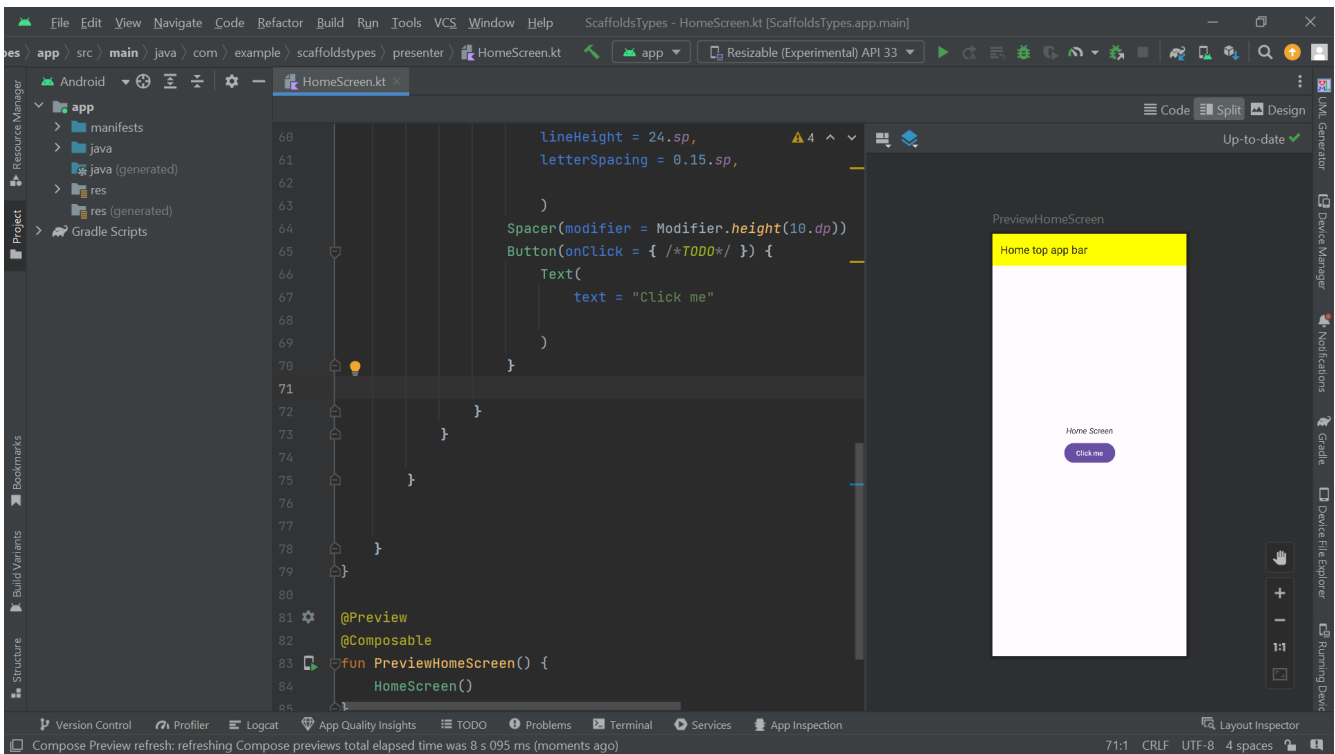 File Edit View Navigate Code Refactor Build Run Tools VCS Window Help ScaffoldsTypes - HomeScreen.kt [ScaffoldsTypes.app.main]
pes app src main java com example scaffoldstypes presenter HomeScreen.kt app Resizable (Experimental) API 33
Android
HomeScreen.kt
Code Split Design
Resource Manager
Project
Bookmarks
Build Variants
Structure
app
manifests
java
java (generated)
res
res (generated)
Gradle Scripts
60 lineHeight = 24.sp,
61 letterSpacing = 0.15.sp,
62
63 )
64 Spacer(modifier = Modifier.height(10.dp))
65 Button(onClick = { /*TODO*/ }) {
66 Text(
67 text = "Click me"
68
69 )
70 }
71
72 }
73 }
74
75 }
76
77
78 }
79 }
80
81 @Preview
82 @Composable
83 fun PreviewHomeScreen() {
84 HomeScreen()
85 }
4
Up-to-date
PreviewHomeScreen
Home top app bar
Home Screen
Click me
1:1
UML Generator
Device Manager
Notifications
Gradle
Device File Explorer
Running Devic
Version Control Profiler Logcat App Quality Insights TODO Problems Terminal Services App Inspection Layout Inspector
Compose Preview refresh: refreshing Compose previews total elapsed time was 8 s 095 ms (moments ago) 71:1 CRLF UTF-8 4 spaces